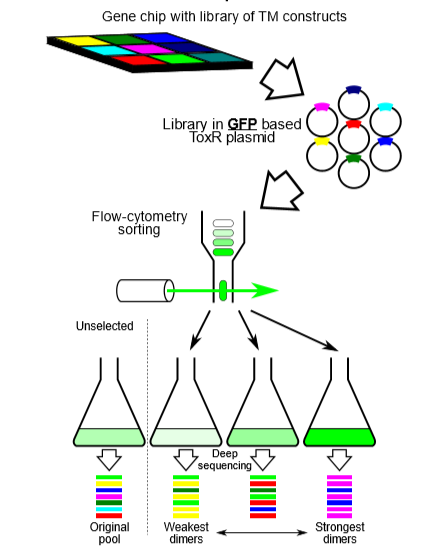 Gene chip with library of TM constructs
Library in GFP based
ToxR plasmid
Flow-cytometry
sorting
Unselected
Deep
sequencing
Original
pool
Weakest
dimers
Strongest
dimers